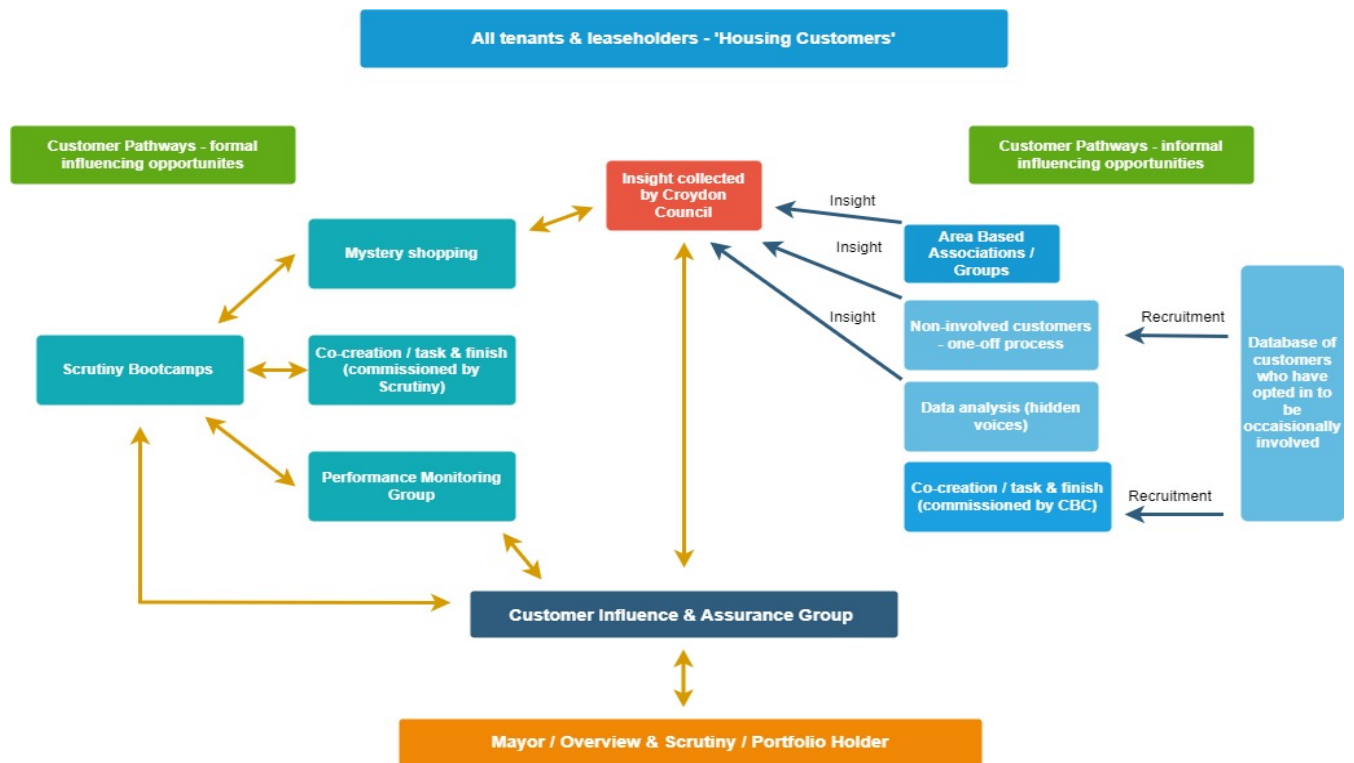 All tenants & leaseholders - 'Housing Customers'
Customer Pathways - formal
influencing opportunites
Customer Pathways - informal
influencing opportunities
Insight collected
by Croydon
Council
Insight
Mystery shopping
Area Based
Associations /
Groups
Insight
Insight
Recruitment
Non-involved customers
- one-off process
Scrutiny Bootcamps
Co-creation / task & finish
(commissioned by
Scrutiny)
Database of
customers
who have
opted in to
be
occaisionally
involved
Data analysis (hidden
voices)
Performance Monitoring
Group
Co-creation / task & finish
(commissioned by CBC)
Recruitment
Customer Influence & Assurance Group
Mayor / Overview & Scrutiny / Portfolio Holder